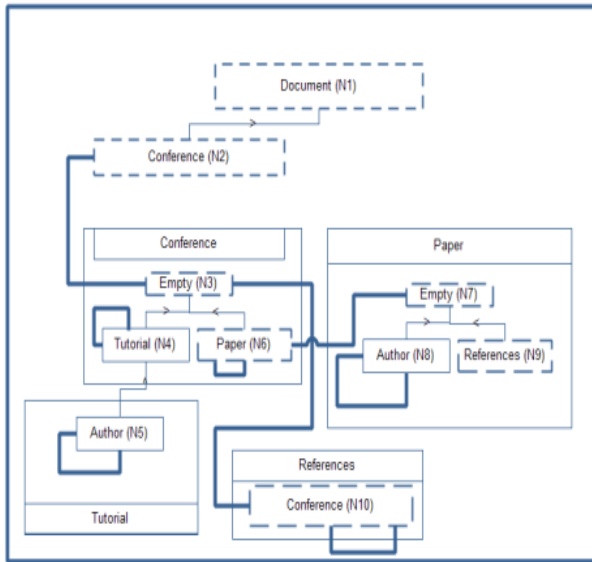 Document (N1)
Conference (N2)
Conference
Empty (N3)
Tutorial (N4)
Paper (N6)
Paper
Empty (N7)
Author (N8)
References (N9)
Author (N5)
Tutorial
References
Conference (N10)